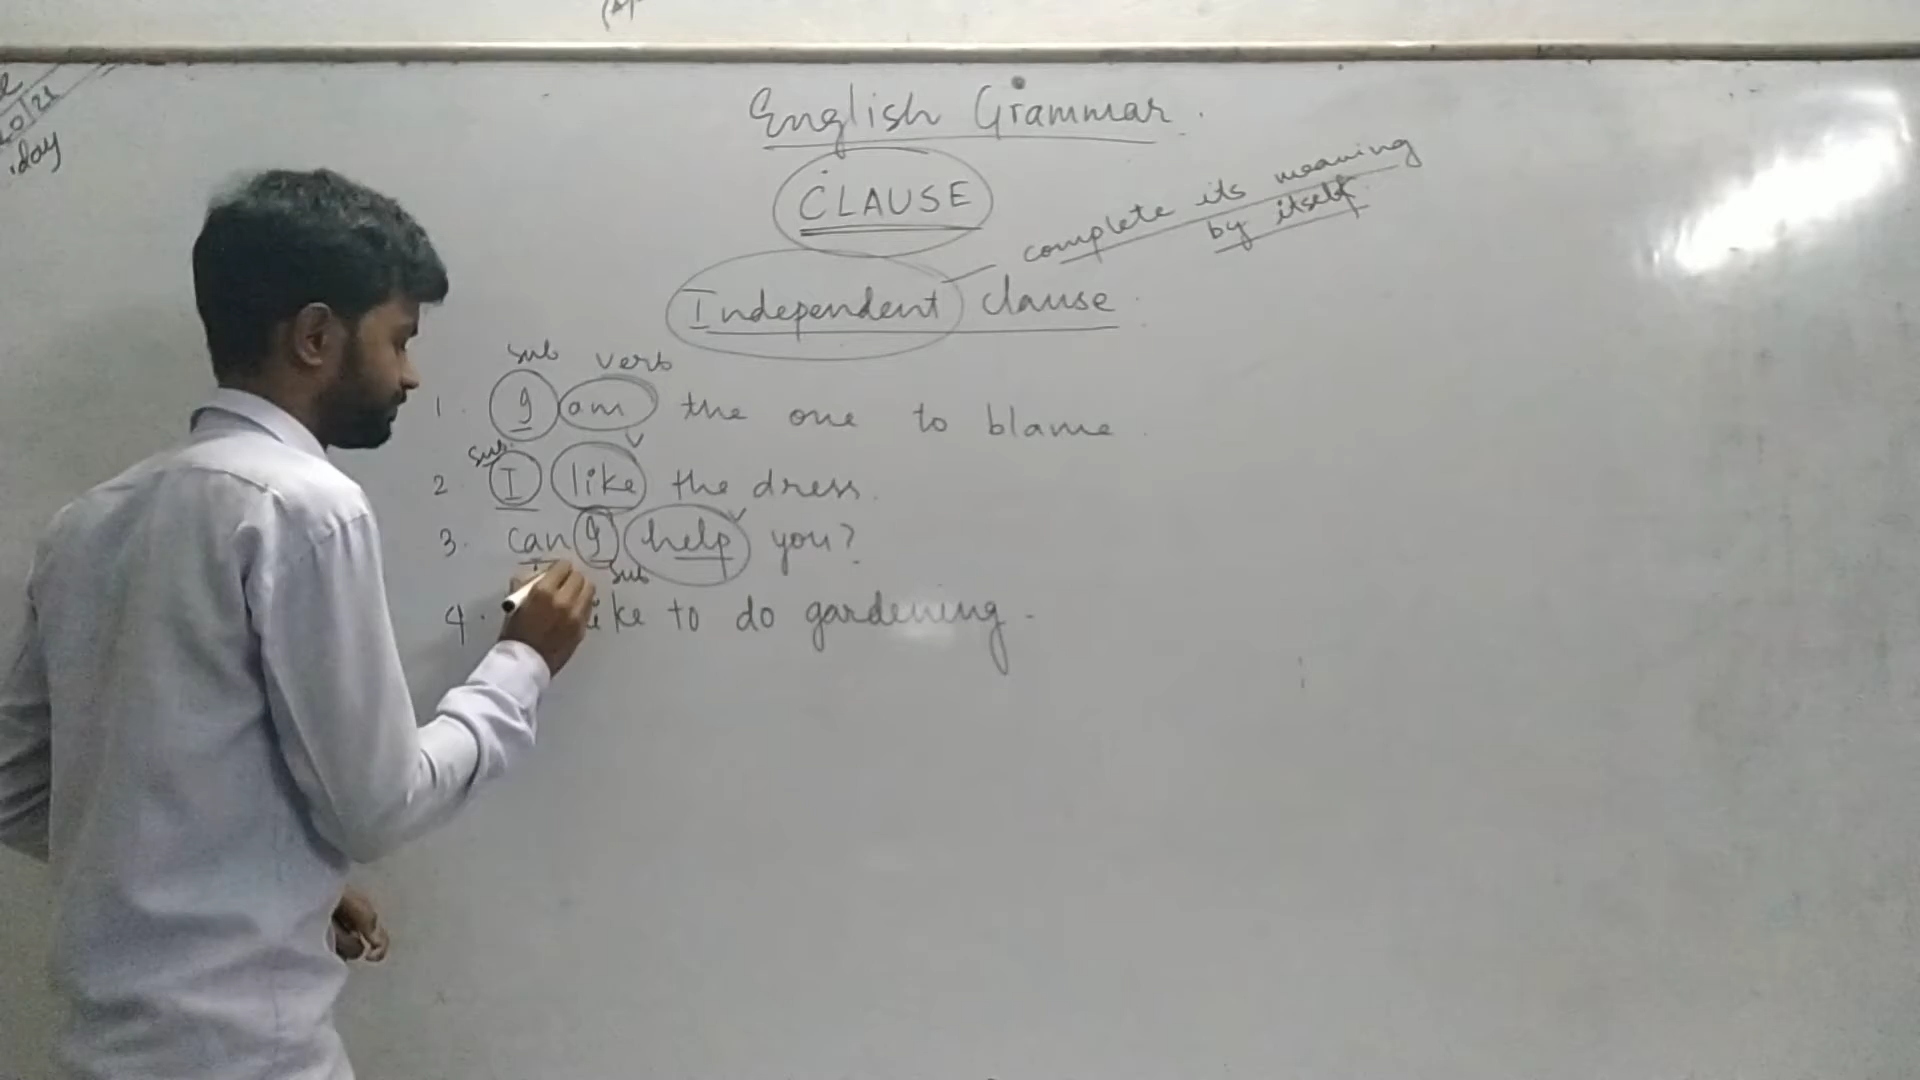 English Grammar.
CLAUSE
complete its meaning
by itself
Independent clause.
sub verb
1. I am the one to blame.
sub. v
2. I like the dress.
v
3. can I help you?
sub
4. to do gardening.
day